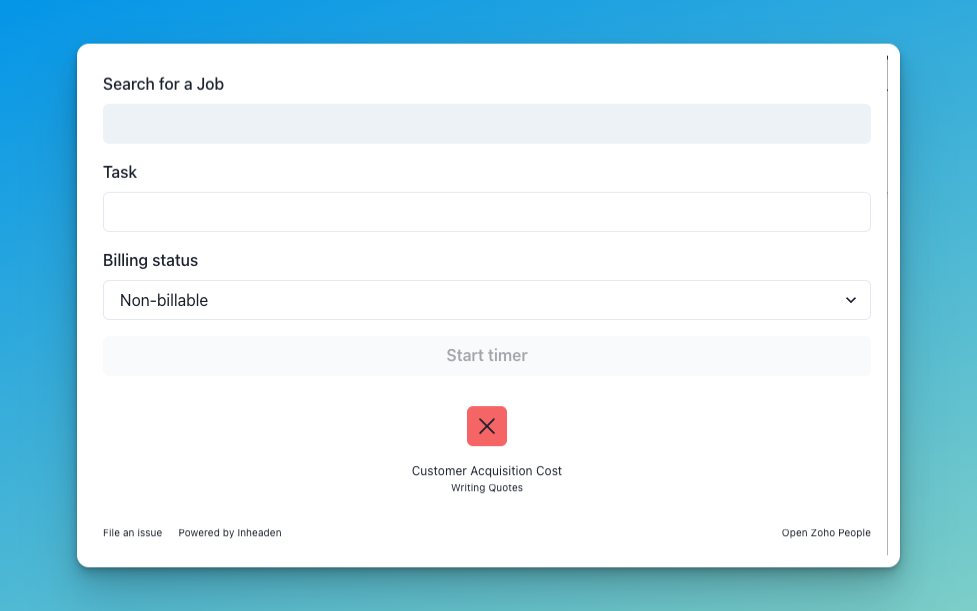 Search for a Job
Task
Billing status
Non-billable
Start timer
Customer Acquisition Cost
Writing Quotes
File an issue
Powered by Inheaden
Open Zoho People